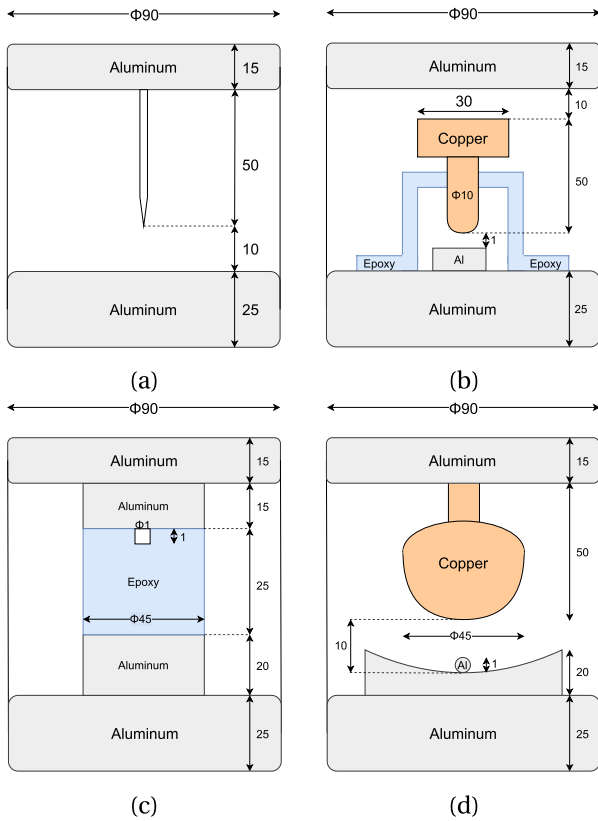 Φ90
Aluminum
15
50
10
Aluminum
25
(a)
Φ90
Aluminum
15
10
30
Copper
50
Φ10
1
Al
Epoxy
Epoxy
Aluminum
25
(b)
Φ90
Aluminum
15
Aluminum
15
Φ1
1
Epoxy
25
Φ45
Aluminum
20
Aluminum
25
(c)
Φ90
Aluminum
15
50
Copper
10
Φ45
Al
1
20
Aluminum
25
(d)